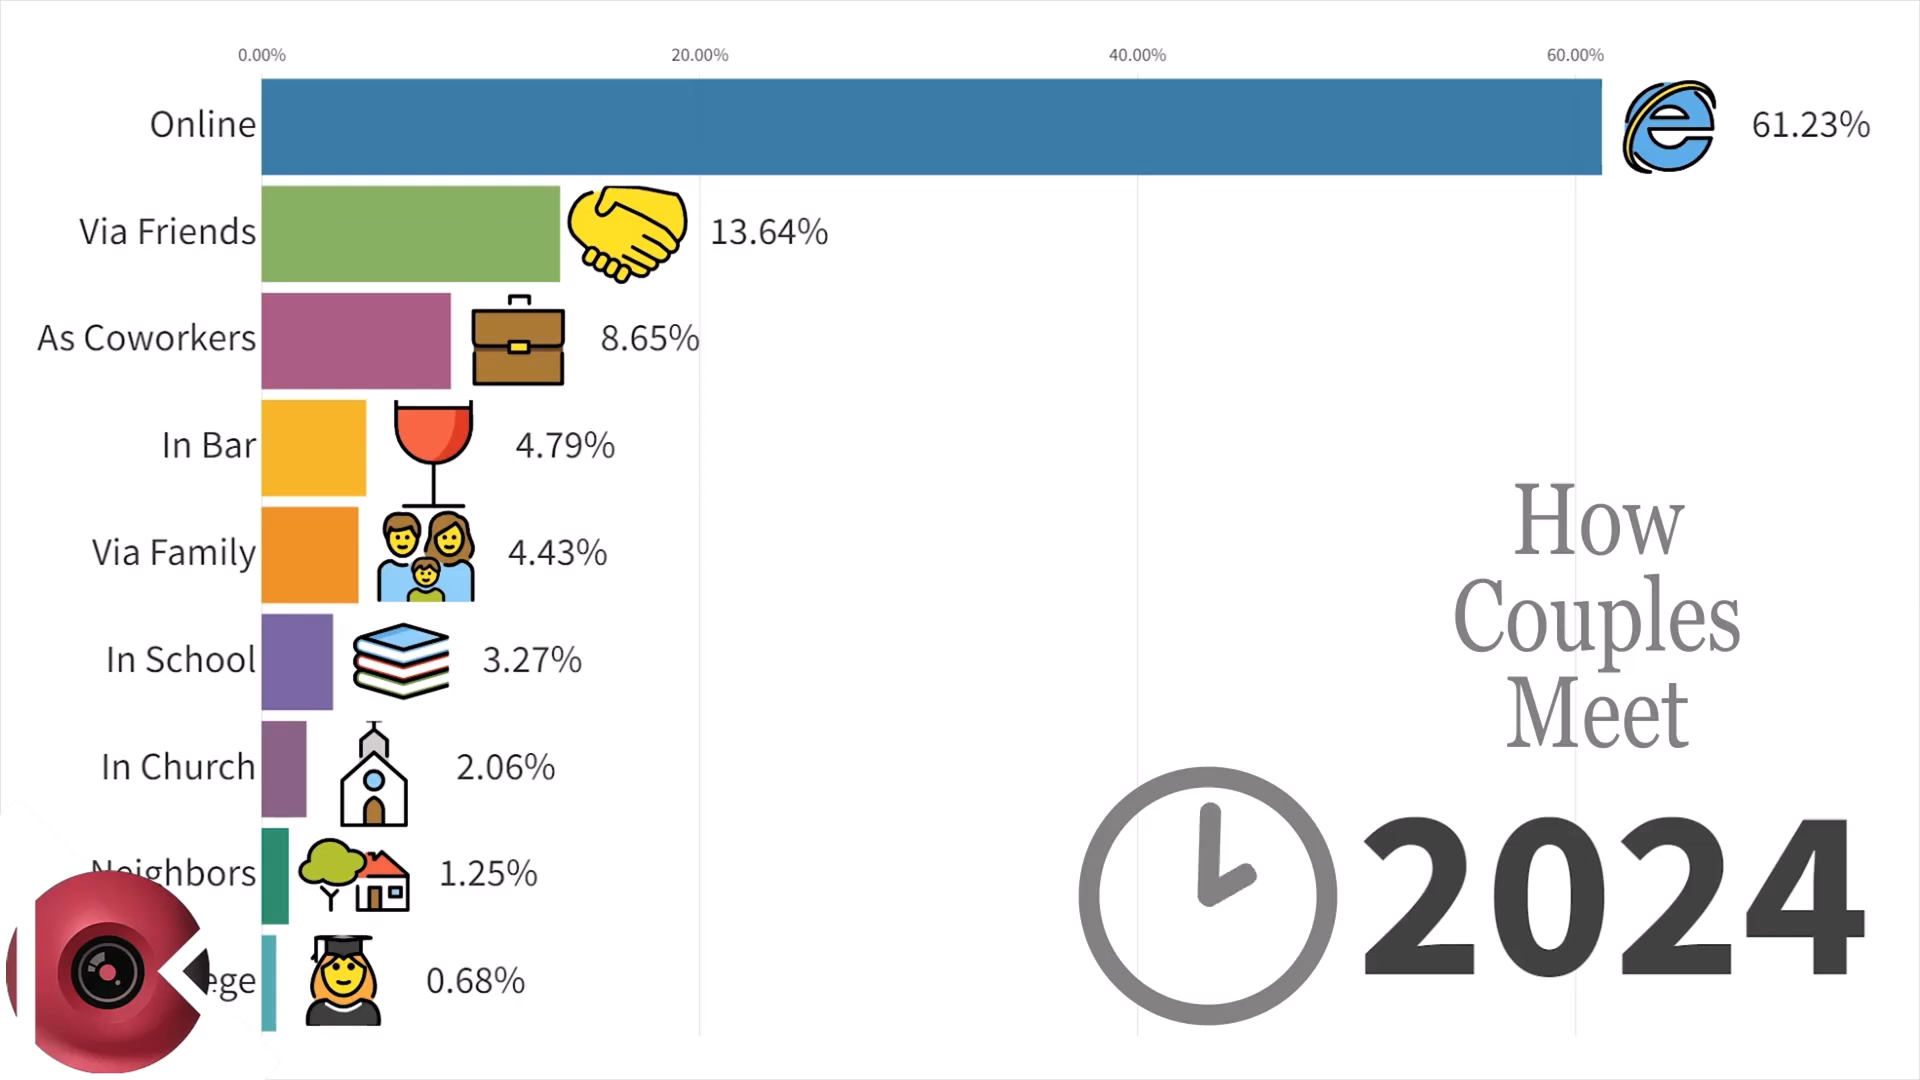 0.00% 20.00% 40.00% 60.00%
Online 61.23%
Via Friends 13.64%
As Coworkers 8.65%
In Bar 4.79%
Via Family 4.43%
In School 3.27%
In Church 2.06%
Neighbors 1.25%
0.68%
How
Couples
Meet
2024